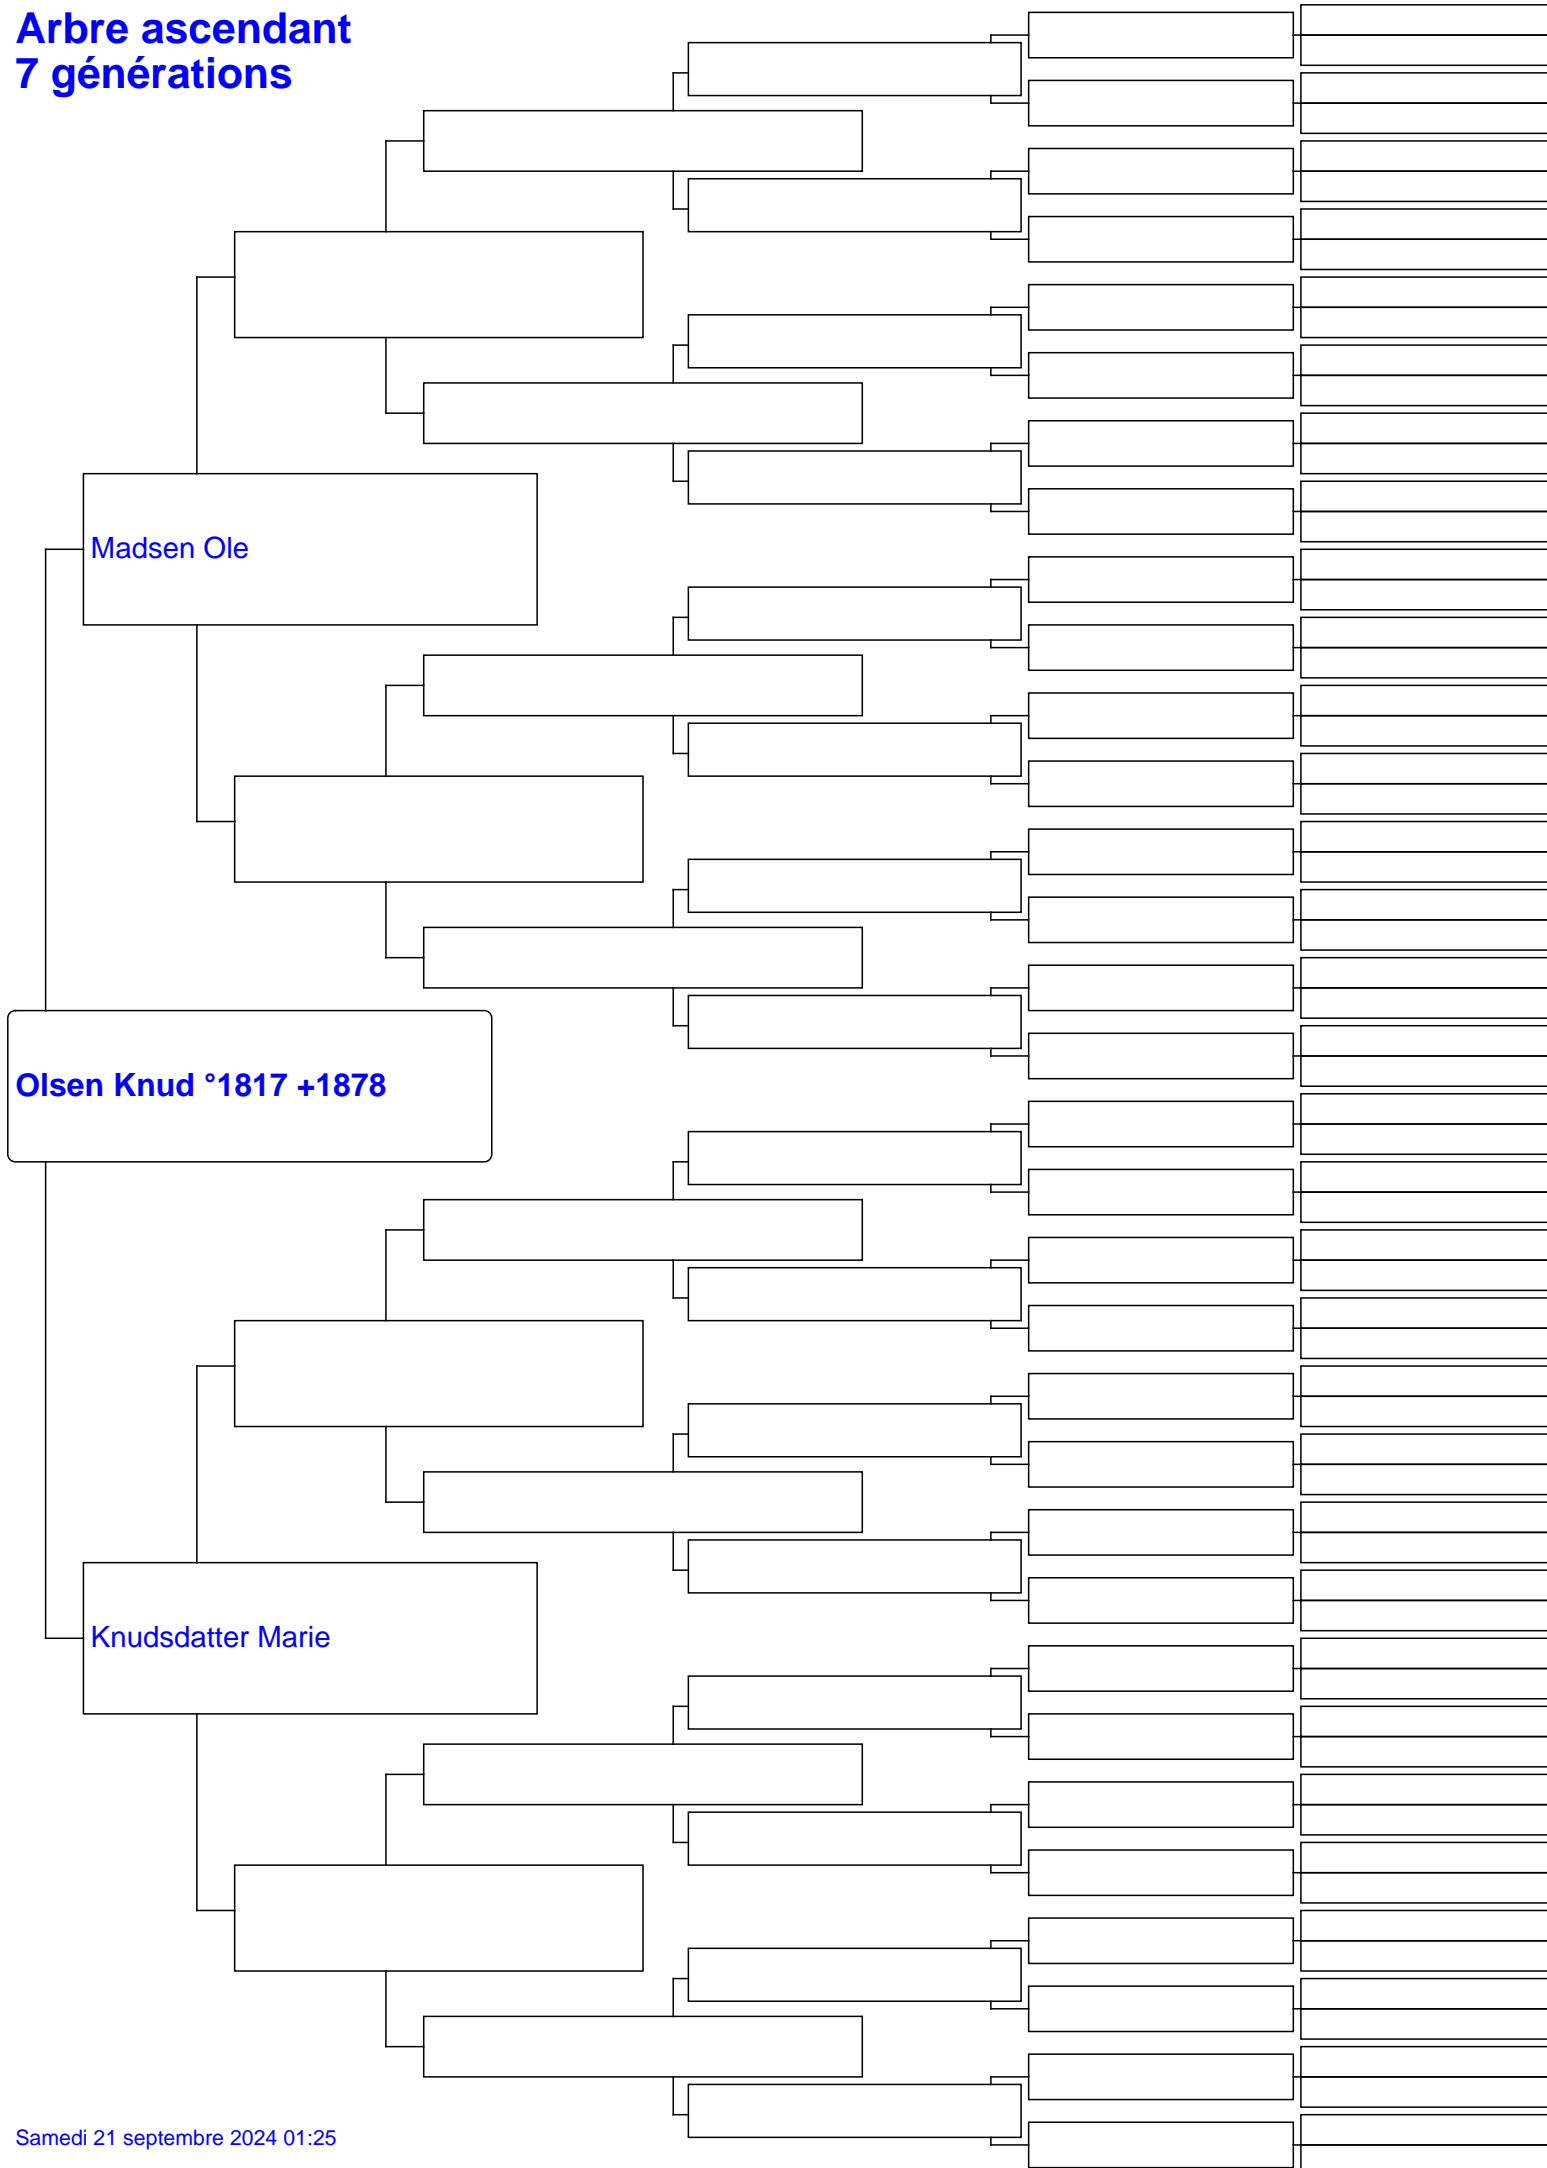 Arbre ascendant
7 générations
Madsen Ole
Olsen Knud °1817 +1878
Knudsdatter Marie
Samedi 21 septembre 2024 01:25